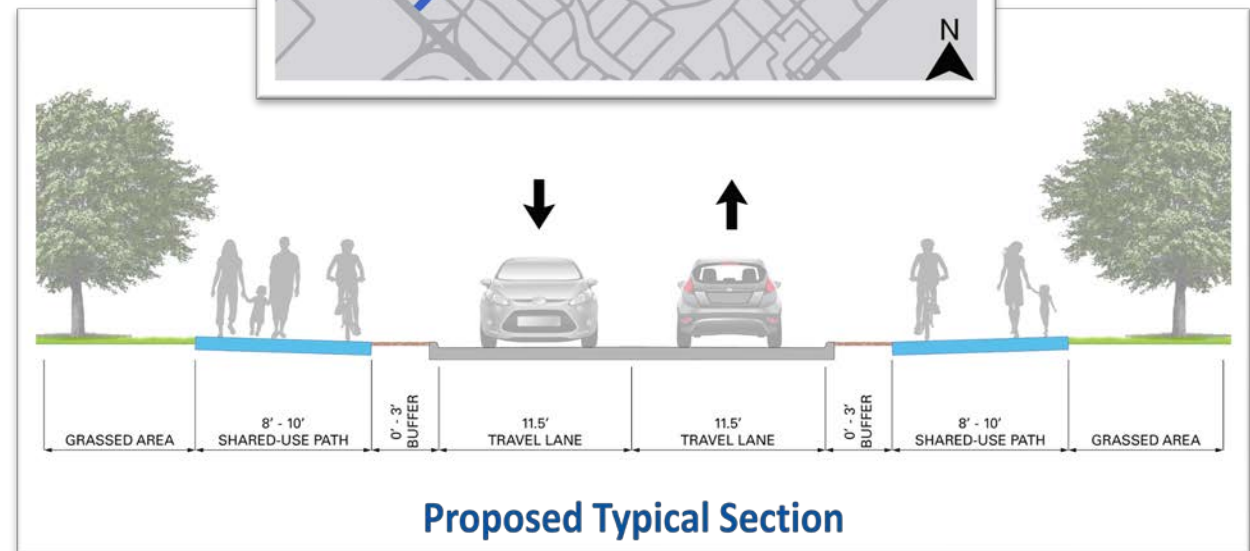 N
GRASSED AREA
8' - 10'
SHARED-USE PATH
0' - 3'
BUFFER
11.5'
TRAVEL LANE
11.5'
TRAVEL LANE
0' - 3'
BUFFER
8' - 10'
SHARED-USE PATH
GRASSED AREA
Proposed Typical Section